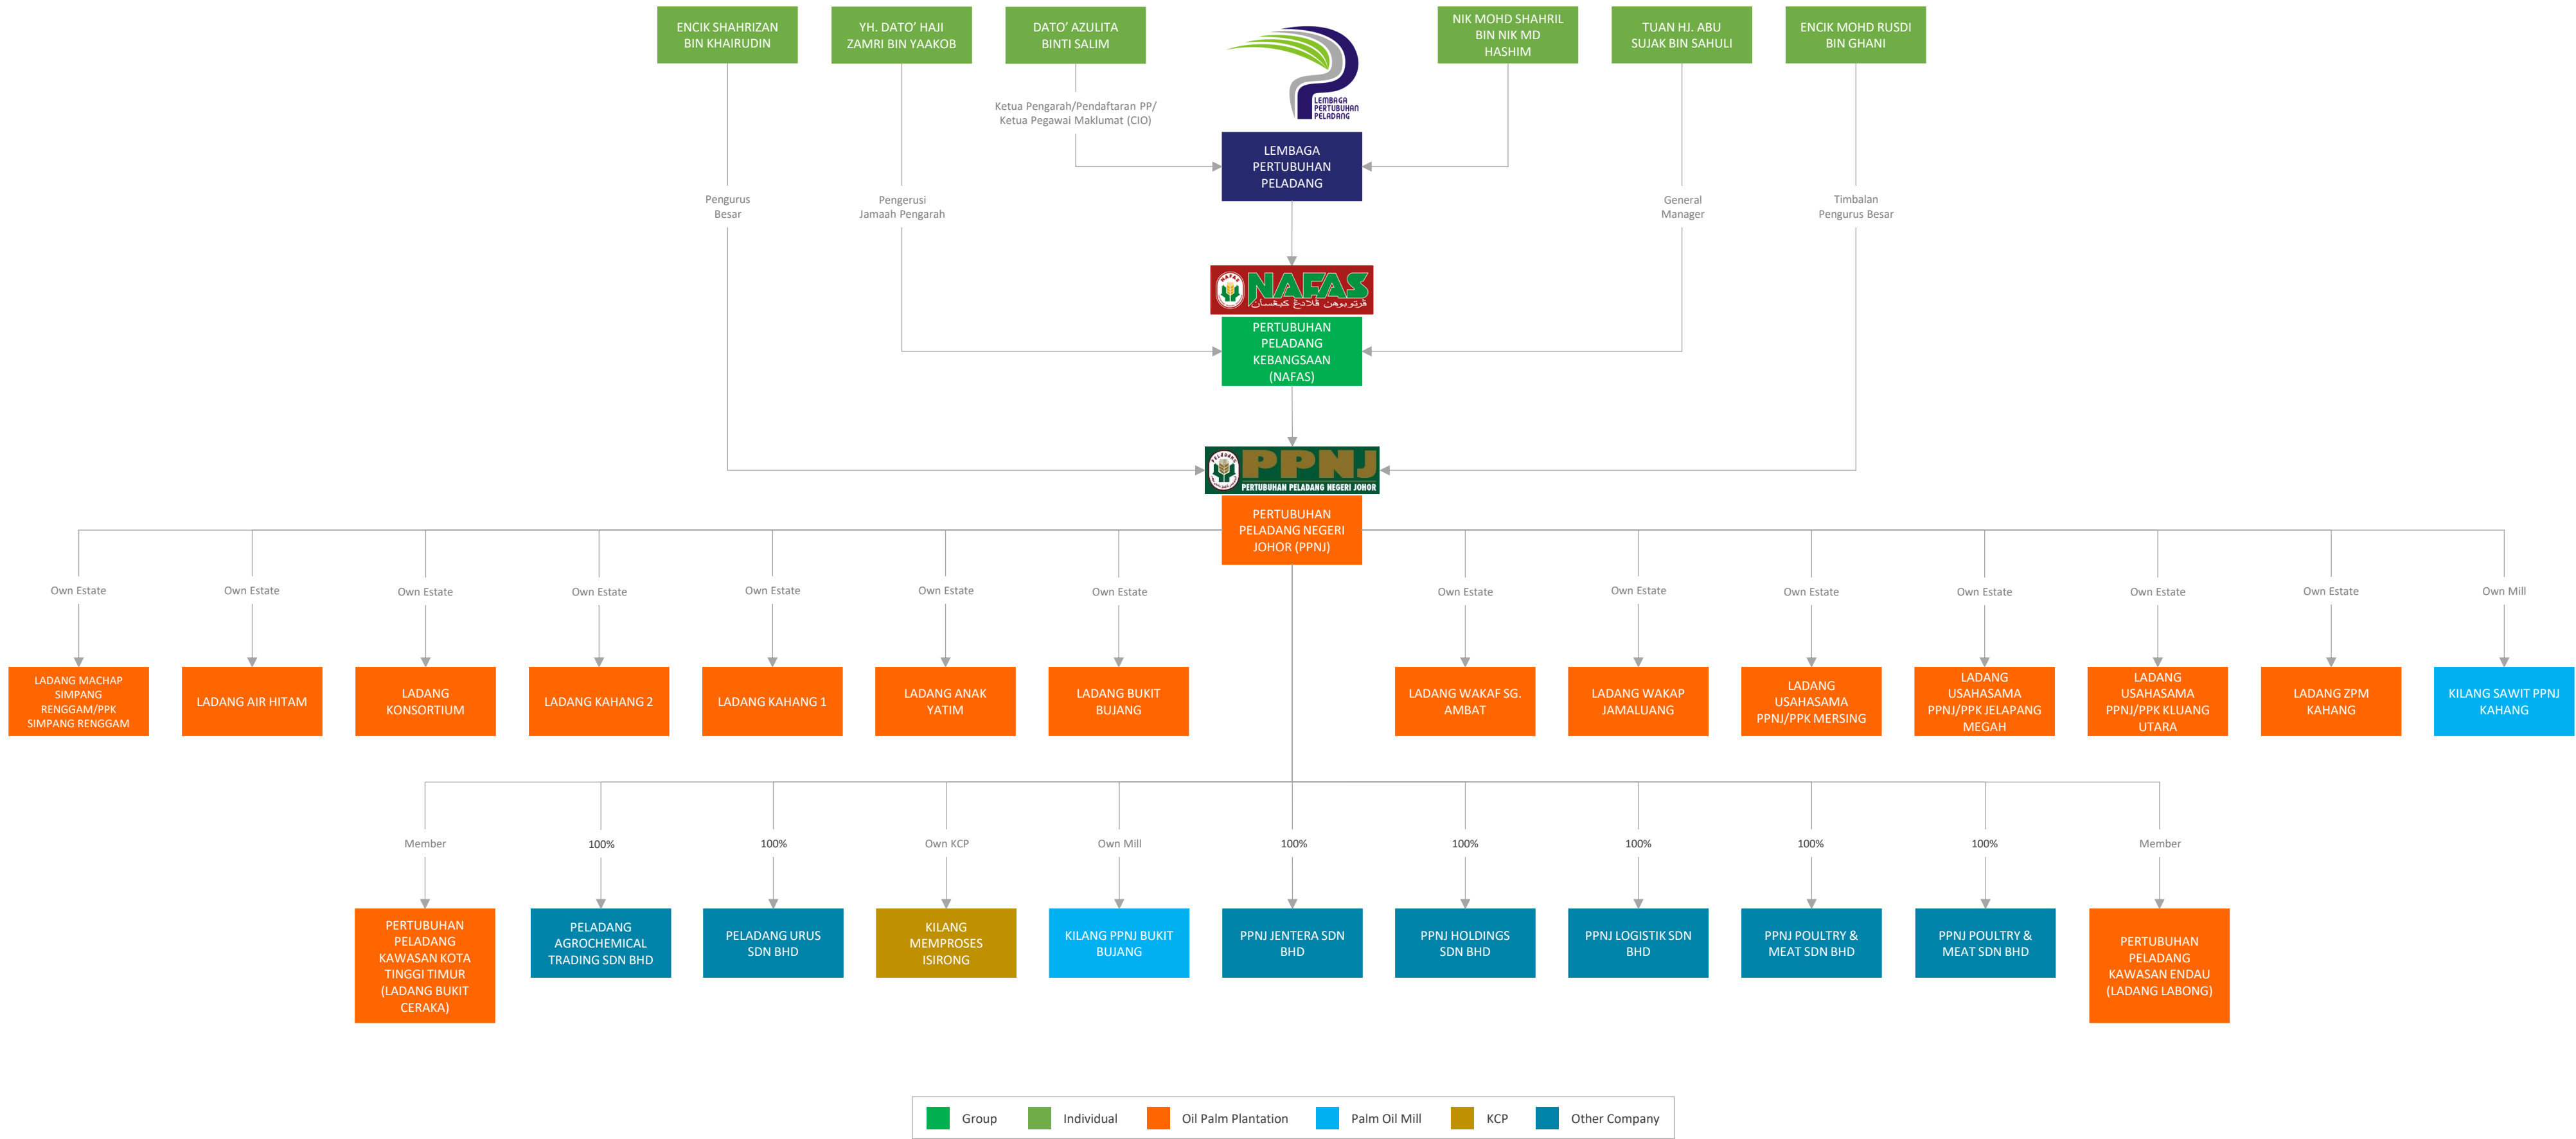 ENCIK SHAHRIZAN
BIN KHAIRUDIN
YH. DATO’ HAJI
ZAMRI BIN YAAKOB
DATO’ AZULITA
BINTI SALIM
NIK MOHD SHAHRIL
BIN NIK MD
HASHIM
TUAN HJ. ABU
SUJAK BIN SAHULI
ENCIK MOHD RUSDI
BIN GHANI
LEMBAGA
PERTUBUHAN
PELADANG
Ketua Pengarah/Pendaftaran PP/
Ketua Pegawai Maklumat (CIO)
LEMBAGA
PERTUBUHAN
PELADANG
Pengurus
Besar
Pengerusi
Jamaah Pengarah
General
Manager
Timbalan
Pengurus Besar
NAFAS
NAFAS
PERTUBUHAN
PELADANG
KEBANGSAAN
(NAFAS)
PELADANG
PPNJ
PERTUBUHAN PELADANG NEGERI JOHOR
PERTUBUHAN
PELADANG NEGERI
JOHOR (PPNJ)
Own Estate
Own Estate
Own Estate
Own Estate
Own Estate
Own Estate
Own Estate
Own Estate
Own Estate
Own Estate
Own Estate
Own Estate
Own Estate
Own Mill
LADANG MACHAP
SIMPANG
RENGGAM/PPK
SIMPANG RENGGAM
LADANG AIR HITAM
LADANG
KONSORTIUM
LADANG KAHANG 2
LADANG KAHANG 1
LADANG ANAK
YATIM
LADANG BUKIT
BUJANG
LADANG WAKAF SG.
AMBAT
LADANG WAKAP
JAMALUANG
LADANG
USAHASAMA
PPNJ/PPK MERSING
LADANG
USAHASAMA
PPNJ/PPK JELAPANG
MEGAH
LADANG
USAHASAMA
PPNJ/PPK KLUANG
UTARA
LADANG ZPM
KAHANG
KILANG SAWIT PPNJ
KAHANG
Member
100%
100%
Own KCP
Own Mill
100%
100%
100%
100%
100%
Member
PERTUBUHAN
PELADANG
KAWASAN KOTA
TINGGI TIMUR
(LADANG BUKIT
CERAKA)
PELADANG
AGROCHEMICAL
TRADING SDN BHD
PELADANG URUS
SDN BHD
KILANG
MEMPROSES
ISIRONG
KILANG PPNJ BUKIT
BUJANG
PPNJ JENTERA SDN
BHD
PPNJ HOLDINGS
SDN BHD
PPNJ LOGISTIK SDN
BHD
PPNJ POULTRY &
MEAT SDN BHD
PPNJ POULTRY &
MEAT SDN BHD
PERTUBUHAN
PELADANG
KAWASAN ENDAU
(LADANG LABONG)
Group
Individual
Oil Palm Plantation
Palm Oil Mill
KCP
Other Company